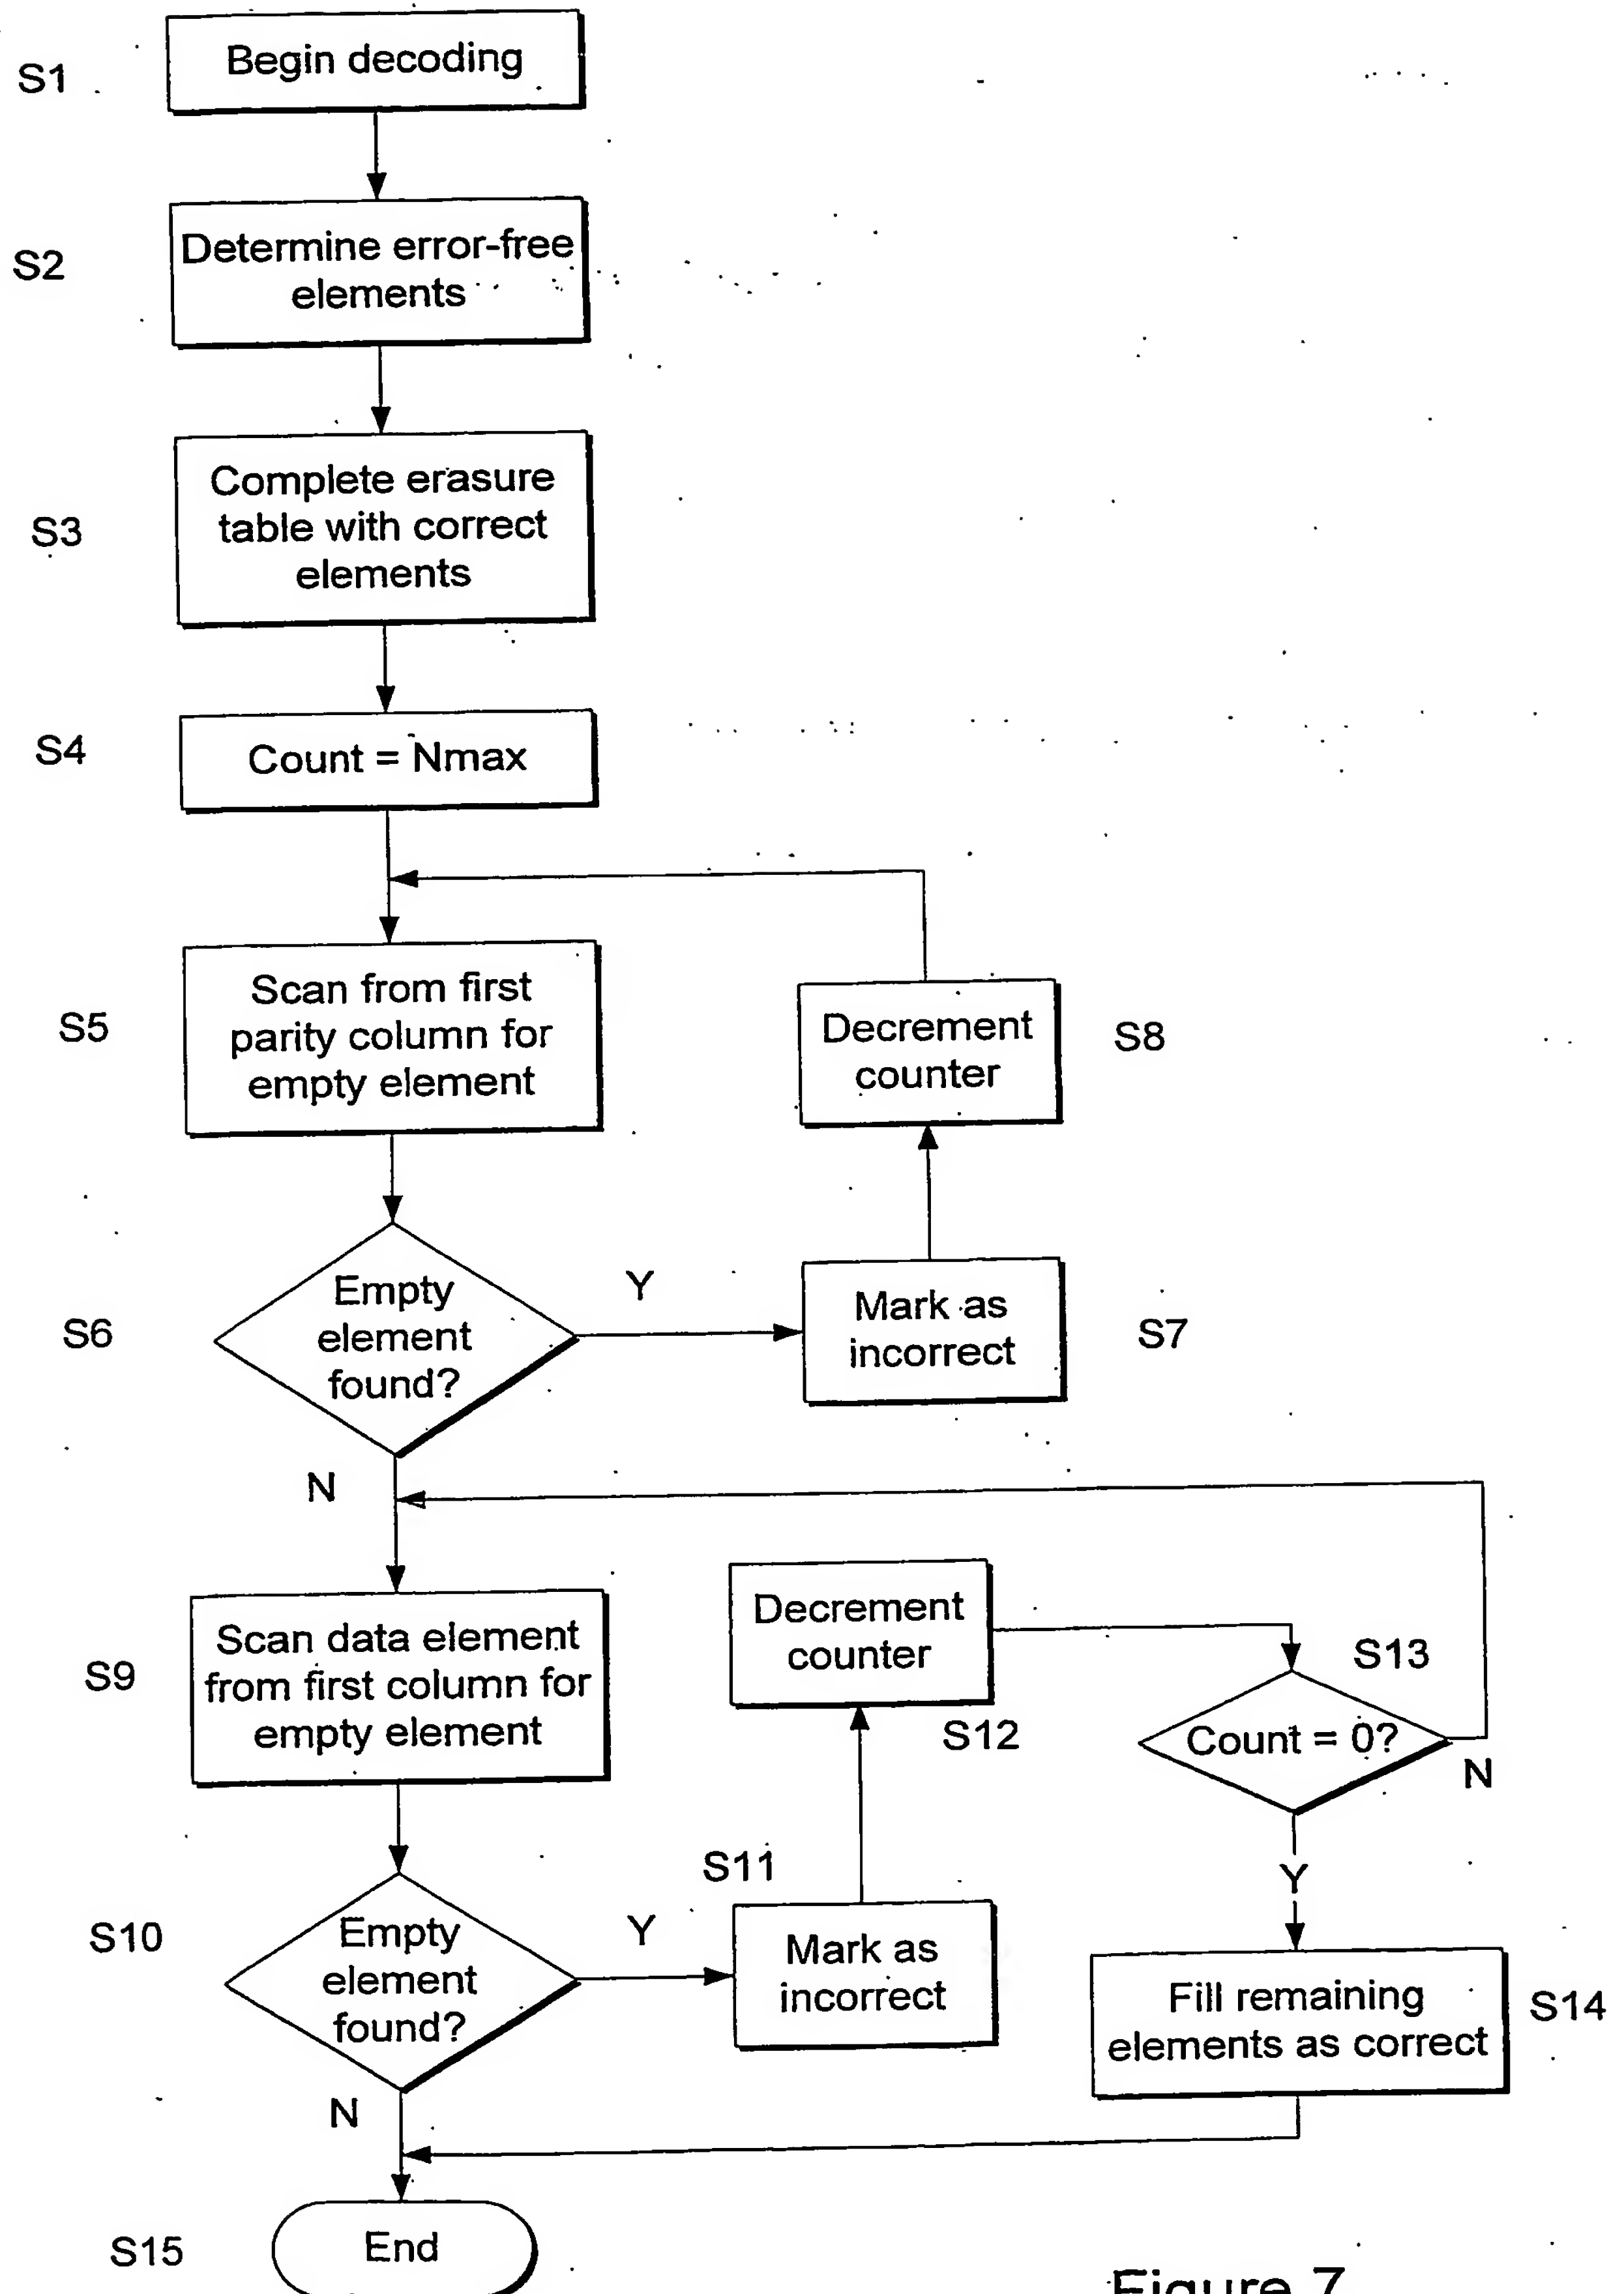 Begin decoding
S1
Determine error-free
elements
S2
Complete erasure
table with correct
elements
S3
Count = Nmax
S4
Scan from first
parity column for
empty element
S5
Decrement
counter
S8
Empty
element
found?
S6
Y
Mark as
incorrect
S7
N
Scan data element
from first column for
empty element
S9
Decrement
counter
S12
S13
Count = 0?
N
Empty
element
found?
S10
Y
S11
Mark as
incorrect
Y
Fill remaining
elements as correct
S14
N
End
S15
Figure 7